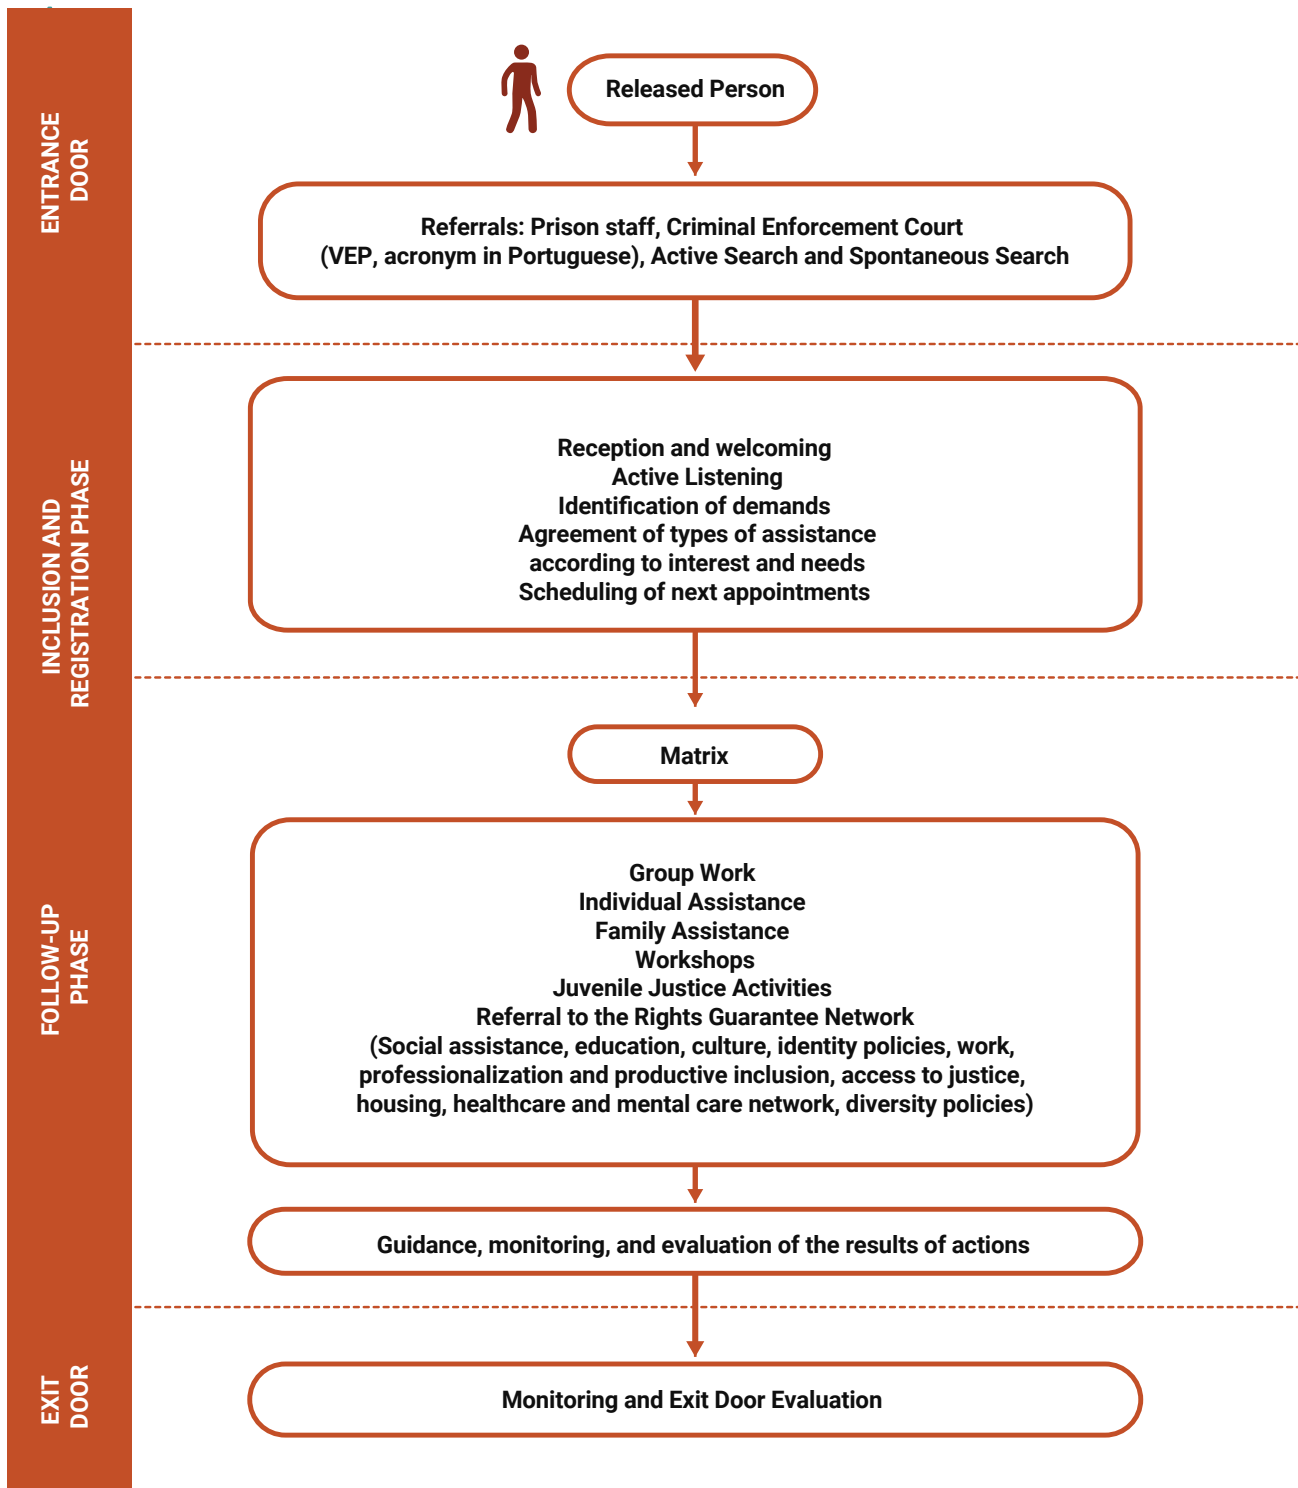 ENTRANCE
DOOR
Released Person
Referrals: Prison staff, Criminal Enforcement Court
(VEP, acronym in Portuguese), Active Search and Spontaneous Search
INCLUSION AND
REGISTRATION PHASE
Reception and welcoming
Active Listening
Identification of demands
Agreement of types of assistance
according to interest and needs
Scheduling of next appointments
FOLLOW-UP
PHASE
Matrix
Group Work
Individual Assistance
Family Assistance
Workshops
Juvenile Justice Activities
Referral to the Rights Guarantee Network
(Social assistance, education, culture, identity policies, work,
professionalization and productive inclusion, access to justice,
housing, healthcare and mental care network, diversity policies)
Guidance, monitoring, and evaluation of the results of actions
EXIT
DOOR
Monitoring and Exit Door Evaluation